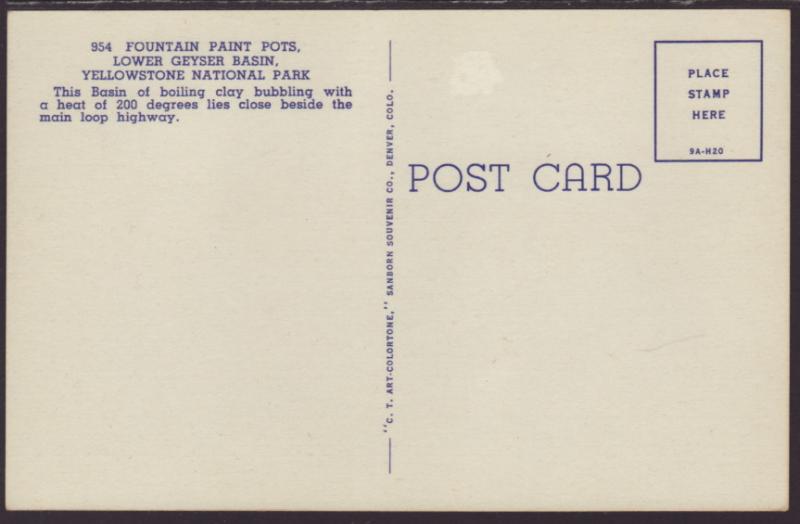 954 FOUNTAIN PAINT POTS,
LOWER GEYSER BASIN,
YELLOWSTONE NATIONAL PARK
This Basin of boiling clay bubbling with
a heat of 200 degrees lies close beside the
main loop highway.
"C. T. ART-COLORTONE," SANBORN SOUVENIR CO., DENVER, COLO.
POST CARD
PLACE
STAMP
HERE
9A-H20